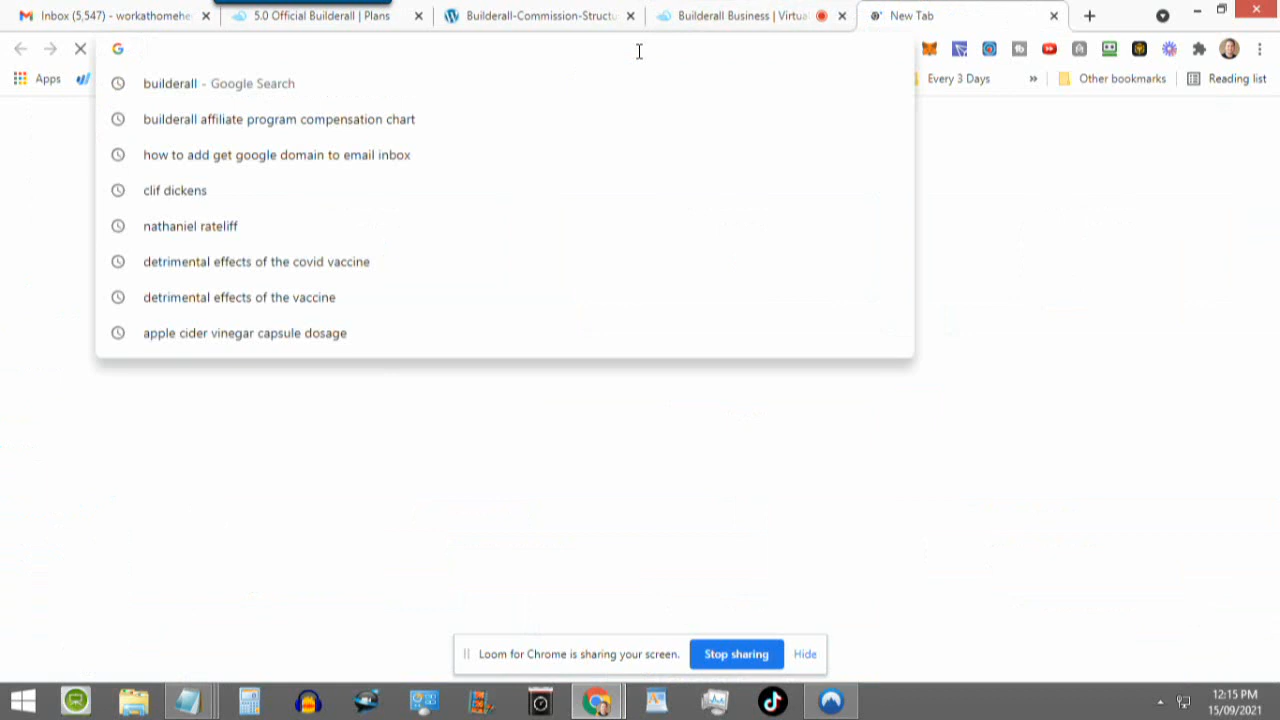 Inbox (5,547) - workathomehe
5.0 Official Builderall | Plans
Builderall-Commission-Structu
Builderall Business | Virtua
New Tab
Apps
Every 3 Days
»
Other bookmarks
Reading list
builderall - Google Search
builderall affiliate program compensation chart
how to add get google domain to email inbox
clif dickens
nathaniel rateliff
detrimental effects of the covid vaccine
detrimental effects of the vaccine
apple cider vinegar capsule dosage
Loom for Chrome is sharing your screen.
Stop sharing
Hide
12:15 PM
15/09/2021